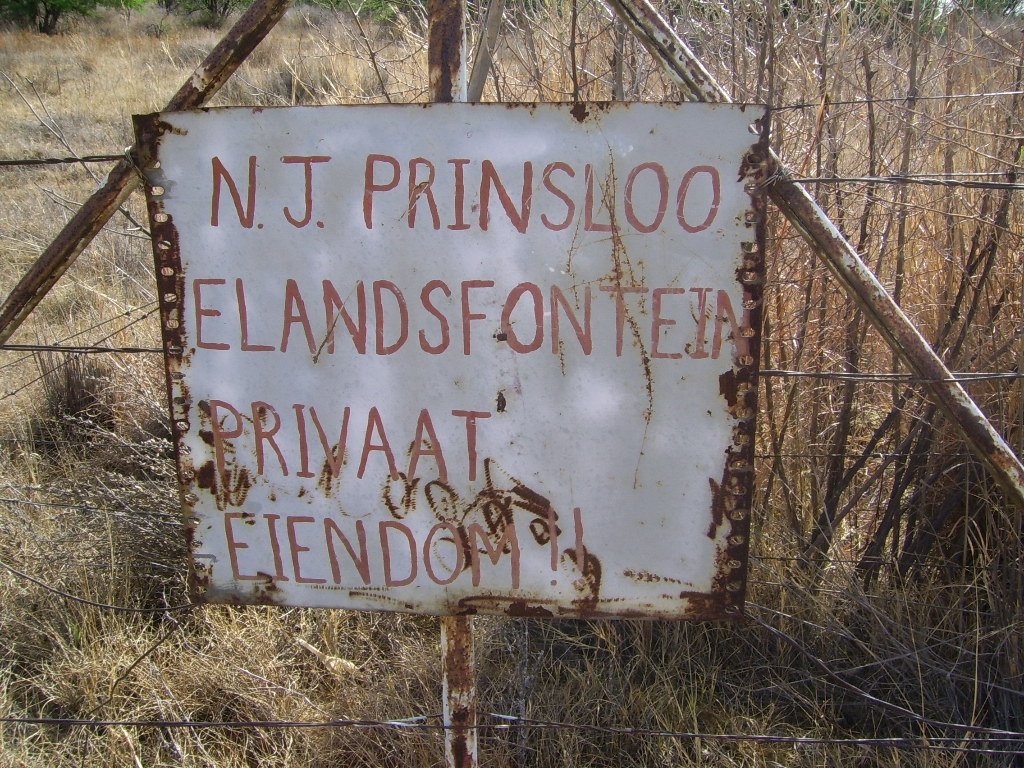 N.J. PRINSLOO
ELANDSFONTEIN
PRIVAAT
EIENDOM !!